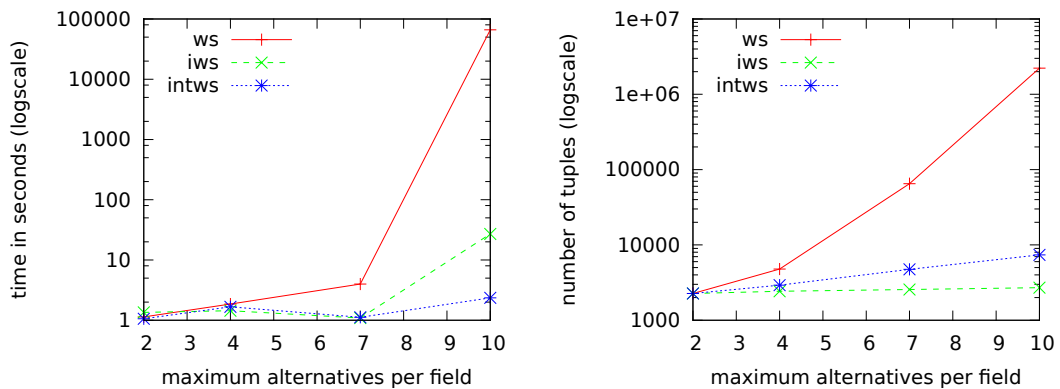 time in seconds (logscale)
100000
10000
1000
100
10
1
ws
iws
intws
2 3 4 5 6 7 8 9 10
maximum alternatives per field
number of tuples (logscale)
1e+07
1e+06
100000
10000
1000
ws
iws
intws
2 3 4 5 6 7 8 9 10
maximum alternatives per field